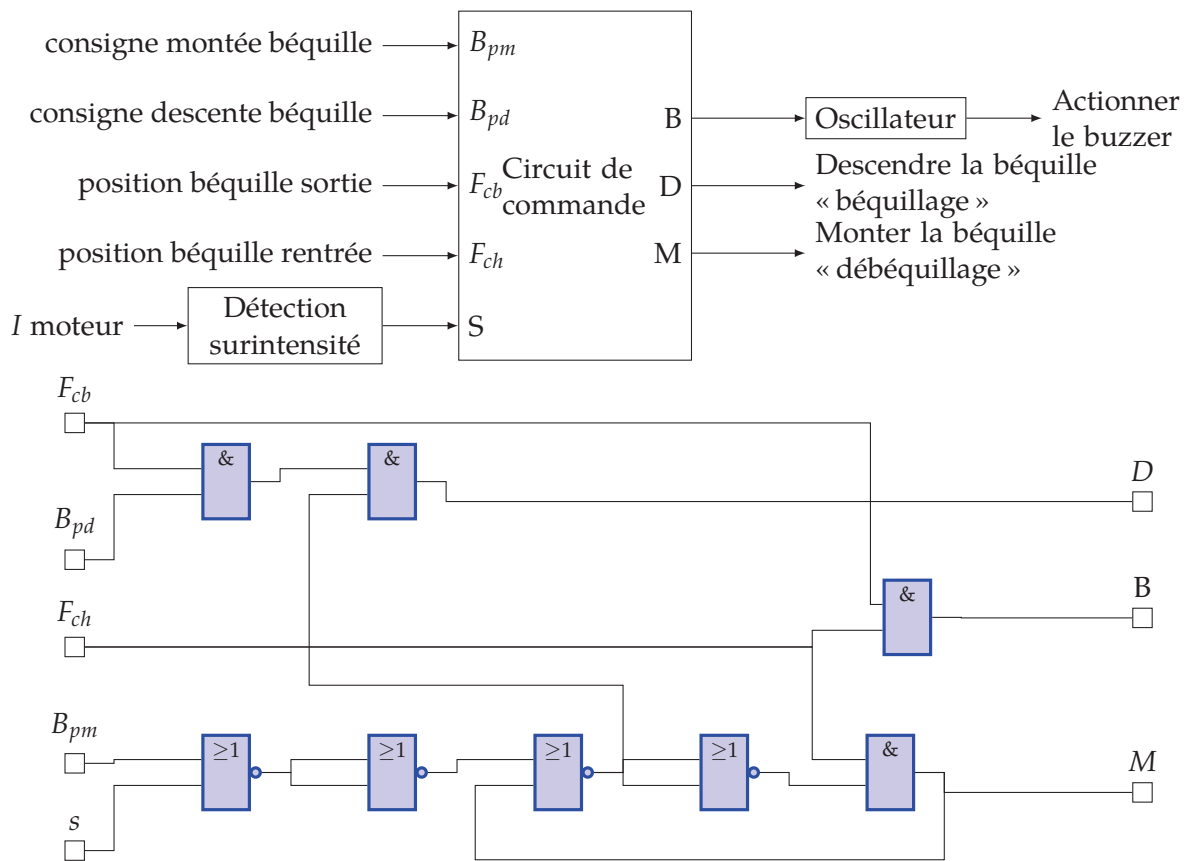 consigne montée béquille
B_pm
consigne descente béquille
B_pd
B
Oscillateur
Actionner
le buzzer
position béquille sortie
F_cb
Circuit de
commande
D
Descendre la béquille
« béquillage »
position béquille rentrée
F_ch
M
Monter la béquille
« débéquillage »
I moteur
Détection
surintensité
S
F_cb
&
&
D
B_pd
&
B
F_ch
B_pm
≥1
≥1
≥1
≥1
&
M
s